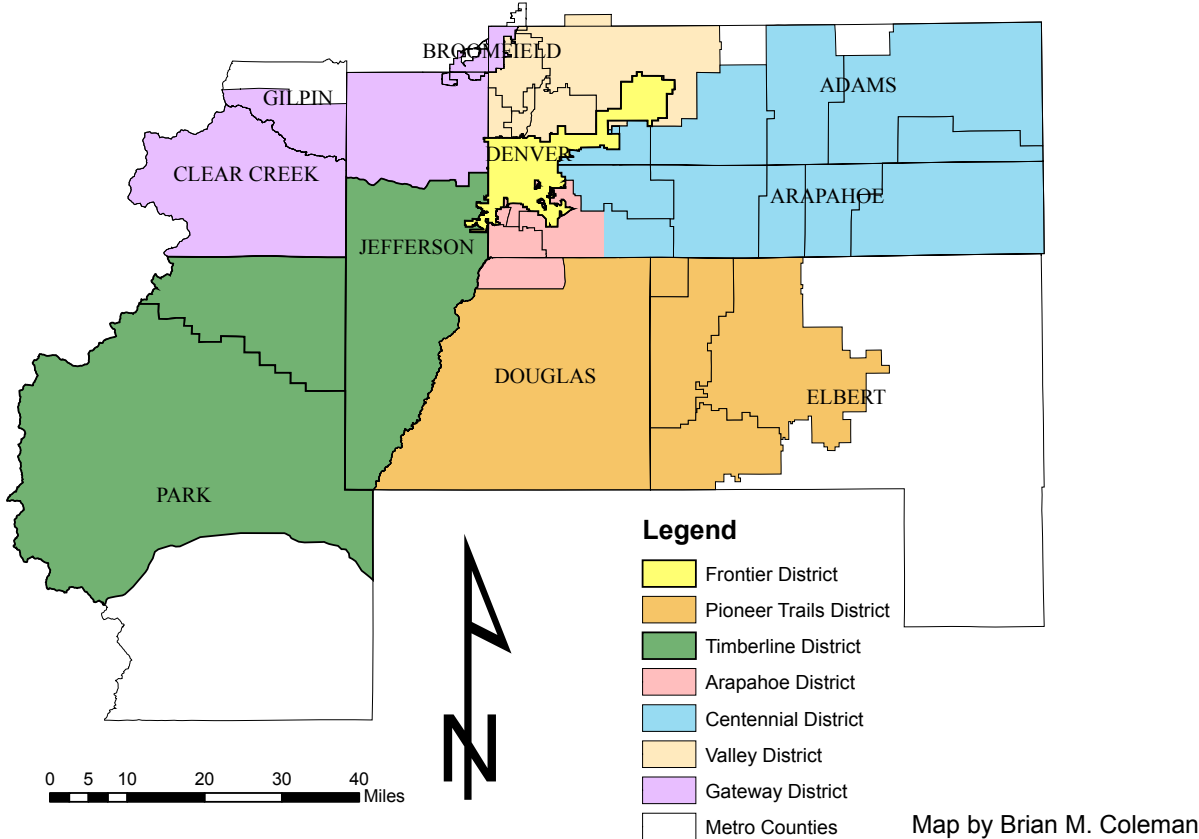 BROOMFIELD
ADAMS
GILPIN
DENVER
CLEAR CREEK
ARAPAHOE
JEFFERSON
DOUGLAS
ELBERT
PARK
Legend
Frontier District
Pioneer Trails District
Timberline District
Arapahoe District
Centennial District
Valley District
Gateway District
Metro Counties
N
0 5 10 20 30 40
Miles
Map by Brian M. Coleman